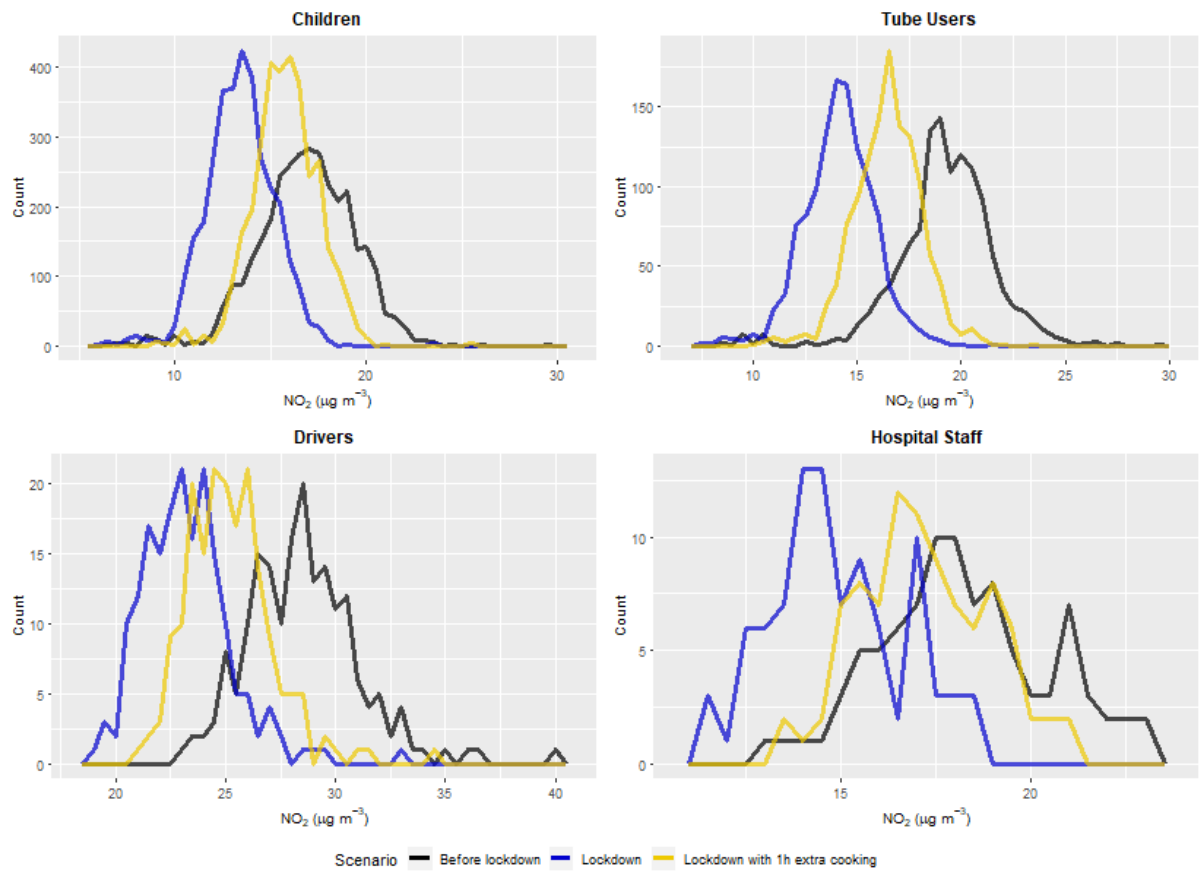 Children
Count
400
300
200
100
0
10 20 30
NO₂ (μg m⁻³)
Tube Users
Count
150
100
50
0
10 15 20 25 30
NO₂ (μg m⁻³)
Drivers
Count
20
15
10
5
0
20 25 30 35 40
NO₂ (μg m⁻³)
Hospital Staff
Count
10
5
0
15 20
NO₂ (μg m⁻³)
Scenario Before lockdown Lockdown Lockdown with 1h extra cooking